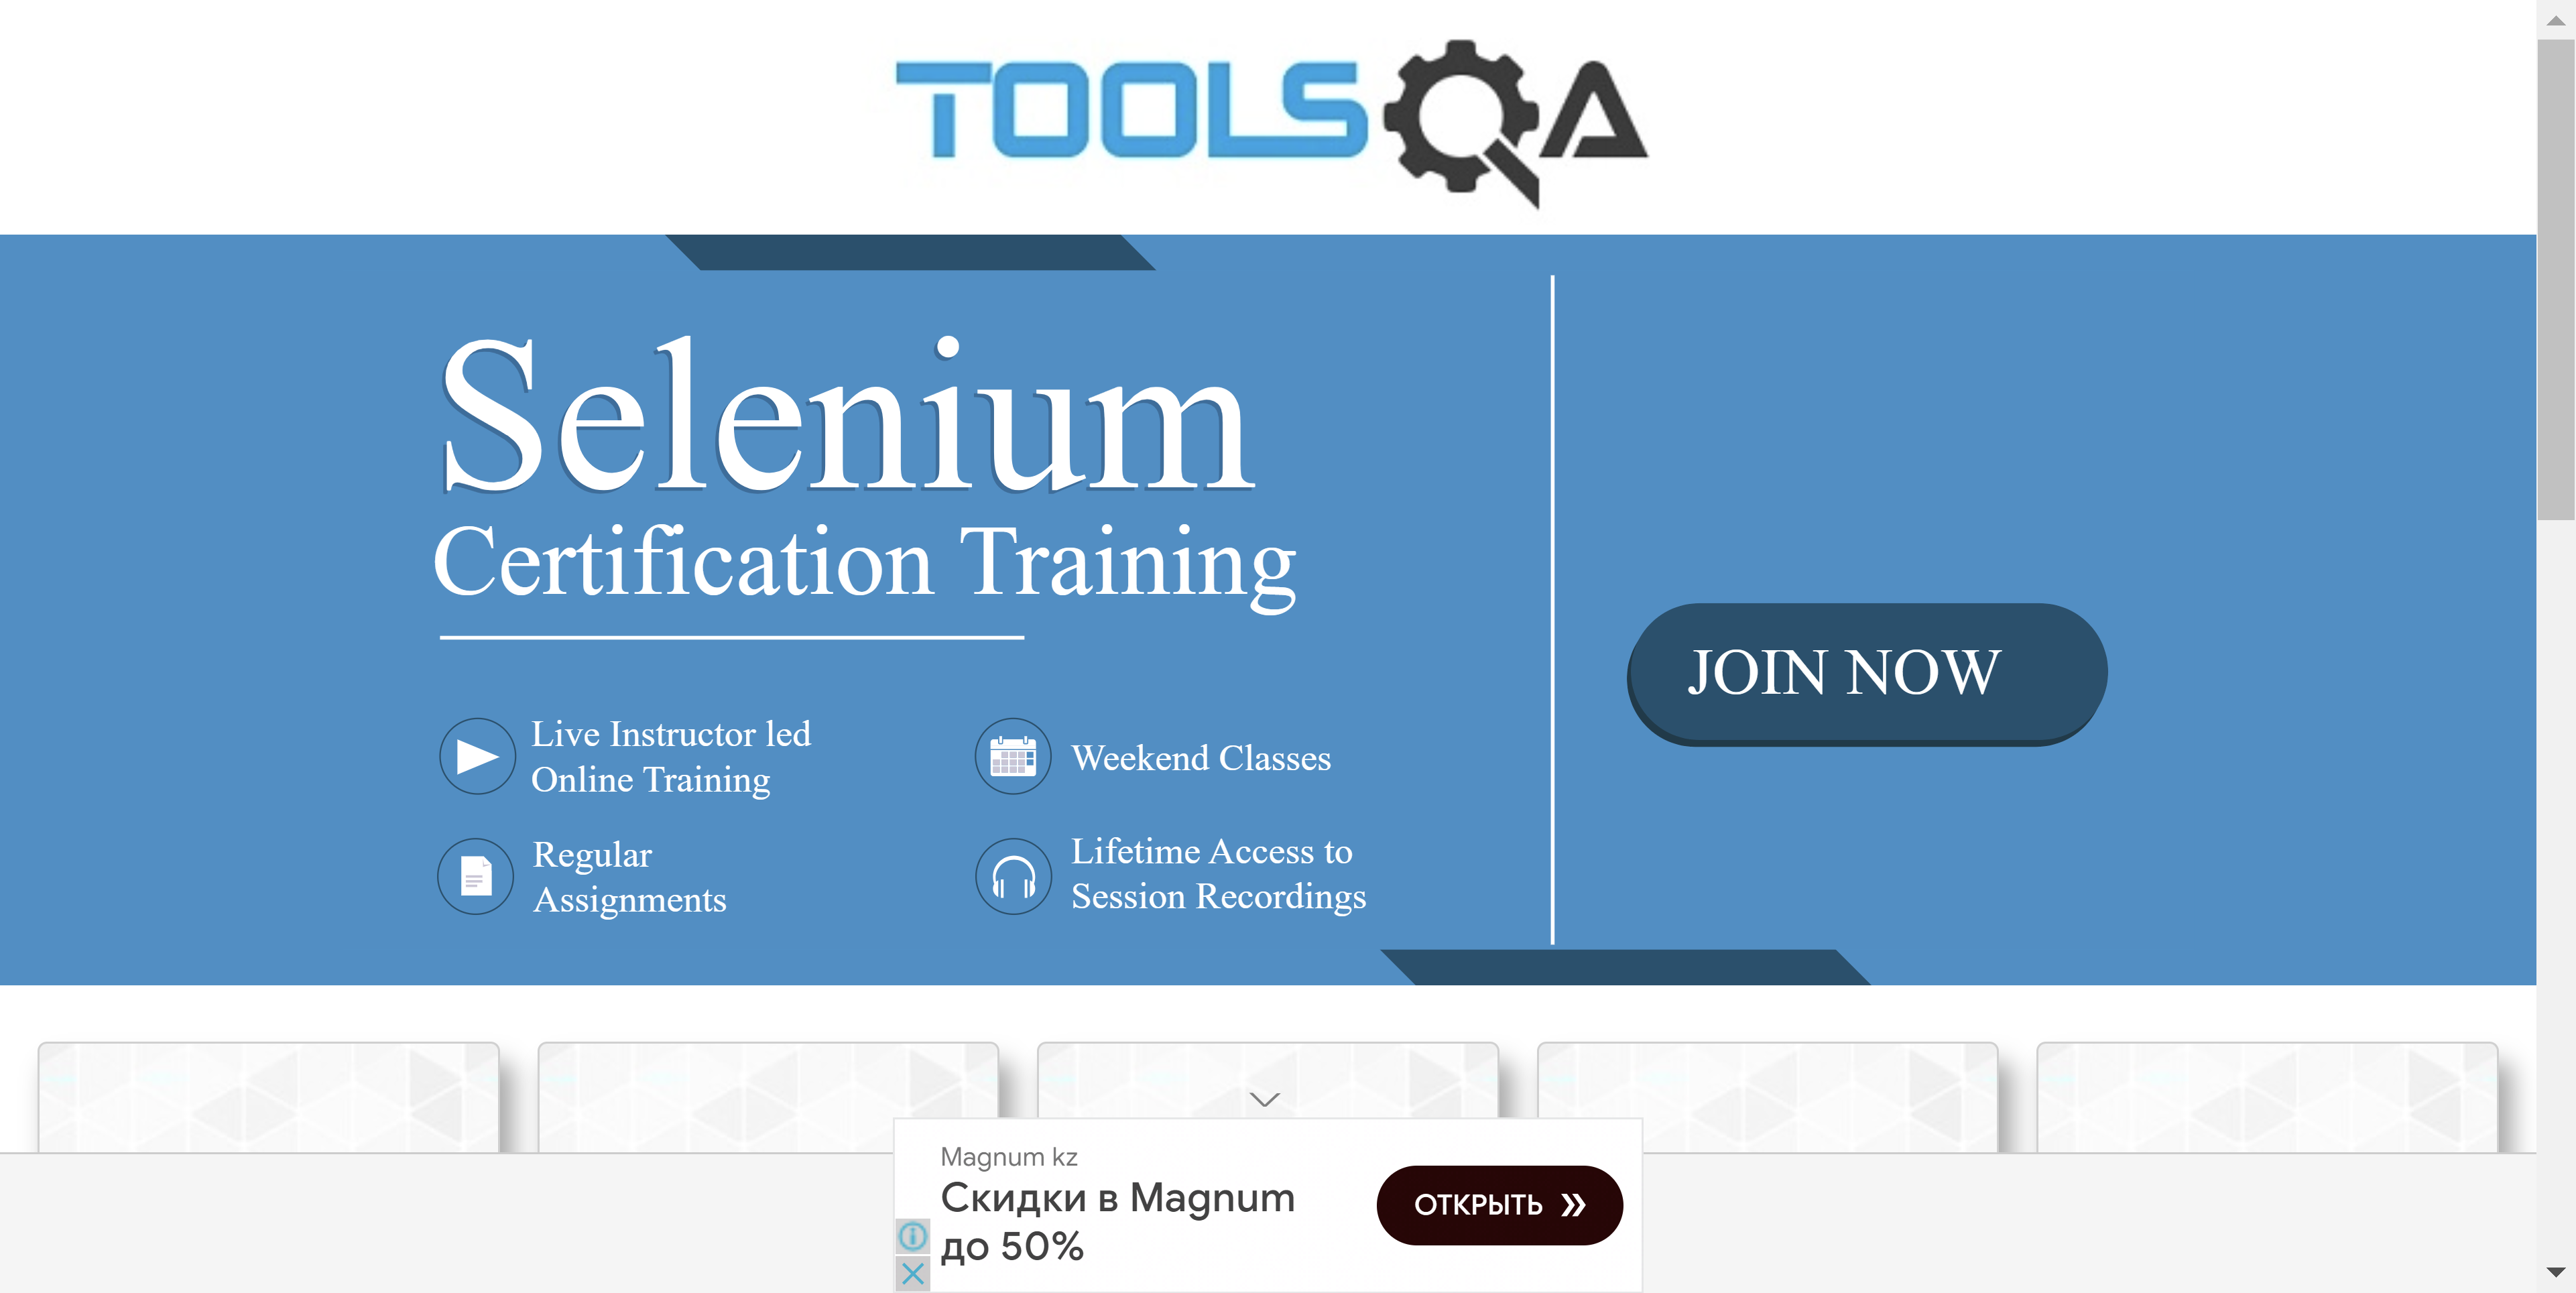 TOOLSQA
Selenium
Certification Training
Live Instructor led
Online Training
Weekend Classes
Regular
Assignments
Lifetime Access to
Session Recordings
JOIN NOW
Magnum kz
Скидки в Magnum
до 50%
ОТКРЫТЬ